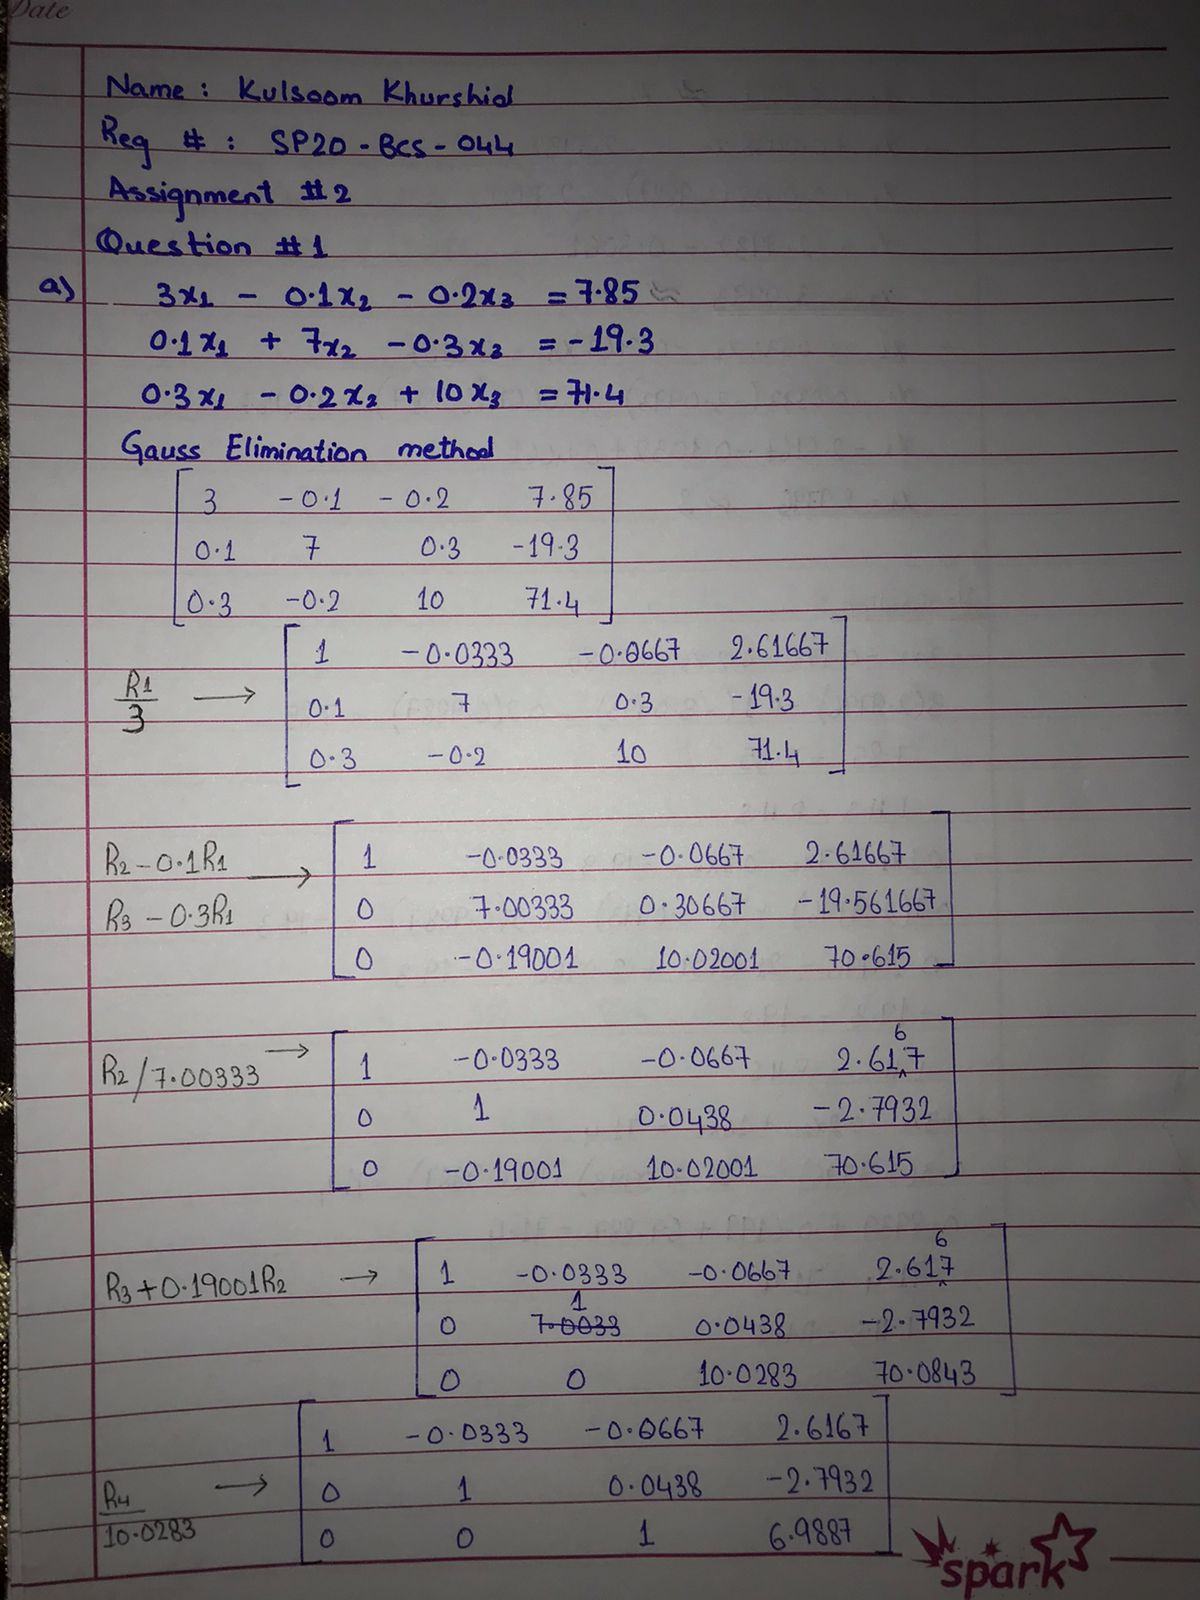 Date
Name : Kulsoom Khurshid
Reg # : SP20 - BCS - 044
Assignment #2
Question #1
a) 3x₁ - 0.1x₂ - 0.2x₃ = 7.85
0.1x₁ + 7x₂ - 0.3x₃ = -19.3
0.3x₁ - 0.2x₂ + 10x₃ = 71.4
Gauss Elimination method
3 -0.1 -0.2 7.85
0.1 7 0.3 -19.3
0.3 -0.2 10 71.4
R1/3 → 1 -0.0333 -0.0667 2.61667
0.1 7 0.3 -19.3
0.3 -0.2 10 71.4
R2 - 0.1R1 → 1 -0.0333 -0.0667 2.61667
R3 - 0.3R1 0 7.00333 0.30667 -19.561667
0 -0.19001 10.02001 70.615
R2/7.00333 → 1 -0.0333 -0.0667 2.6167
0 1 0.0438 -2.7932
0 -0.19001 10.02001 70.615
R3 + 0.19001R2 → 1 -0.0333 -0.0667 2.6167
0 1 7.0033 0.0438 -2.7932
0 0 10.0283 70.0843
R4/10.0283 → 1 -0.0333 -0.0667 2.6167
0 1 0.0438 -2.7932
0 0 1 6.9887
spark